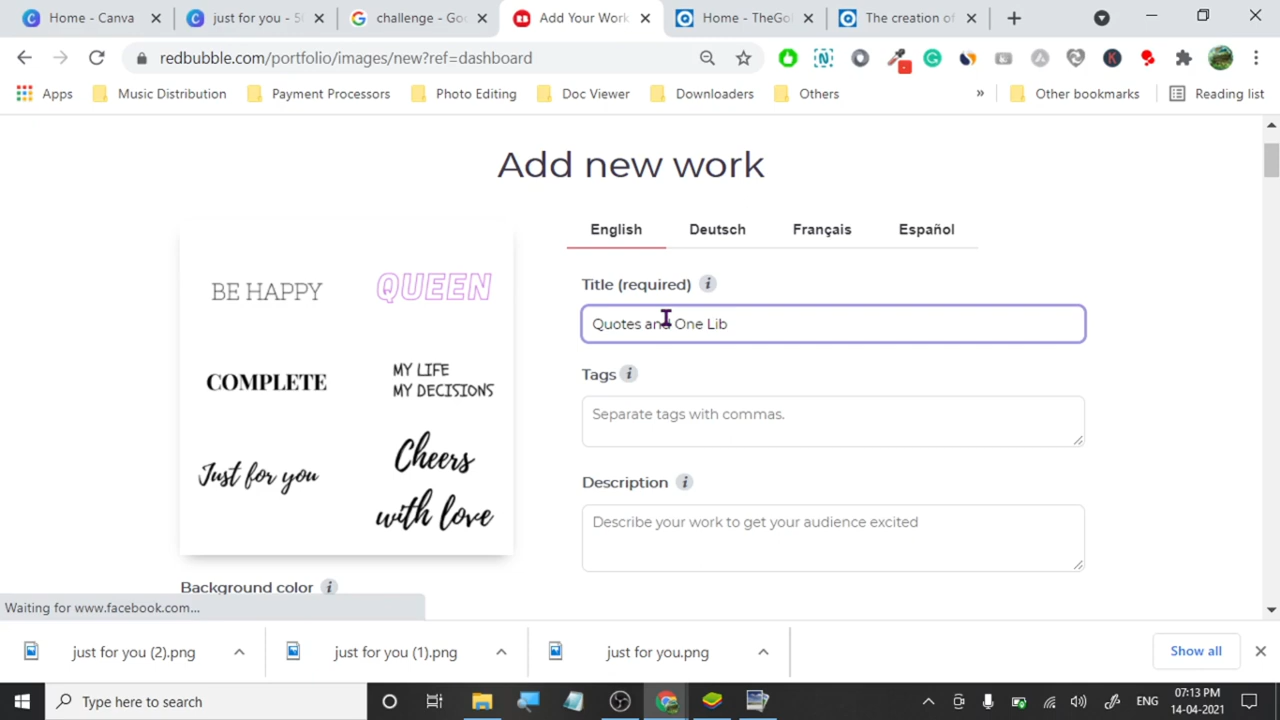 Home - Canva
just for you - 5
challenge - Go
Add Your Work
Home - TheGo
The creation of
redbubble.com/portfolio/images/new?ref=dashboard
Apps
Music Distribution
Payment Processors
Photo Editing
Doc Viewer
Downloaders
Others
»
Other bookmarks
Reading list
Add new work
English
Deutsch
Français
Español
Title (required)
Quotes and One Lib
Tags
Separate tags with commas.
Description
Describe your work to get your audience excited
BE HAPPY
QUEEN
COMPLETE
MY LIFE
MY DECISIONS
Just for you
Cheers
with love
Background color
Waiting for www.facebook.com...
just for you (2).png
just for you (1).png
just for you.png
Show all
Type here to search
ENG
07:13 PM
14-04-2021